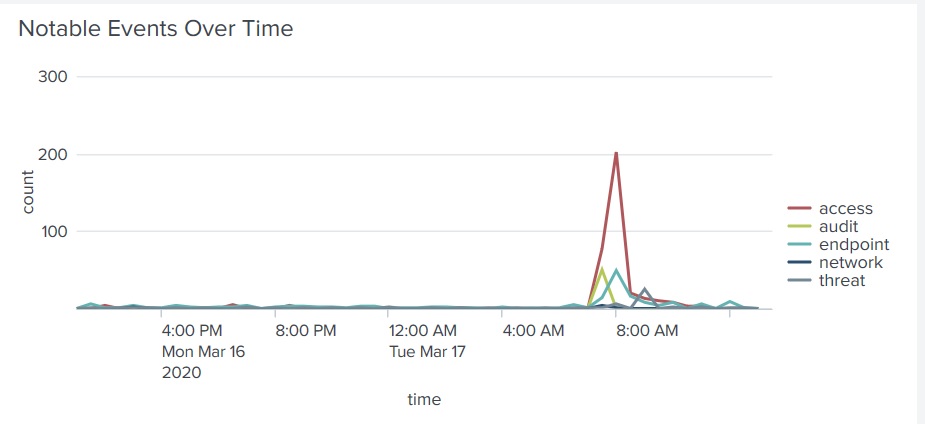 Notable Events Over Time
300
200
100
count
access
audit
endpoint
network
threat
4:00 PM
Mon Mar 16
2020
8:00 PM
12:00 AM
Tue Mar 17
4:00 AM
8:00 AM
time